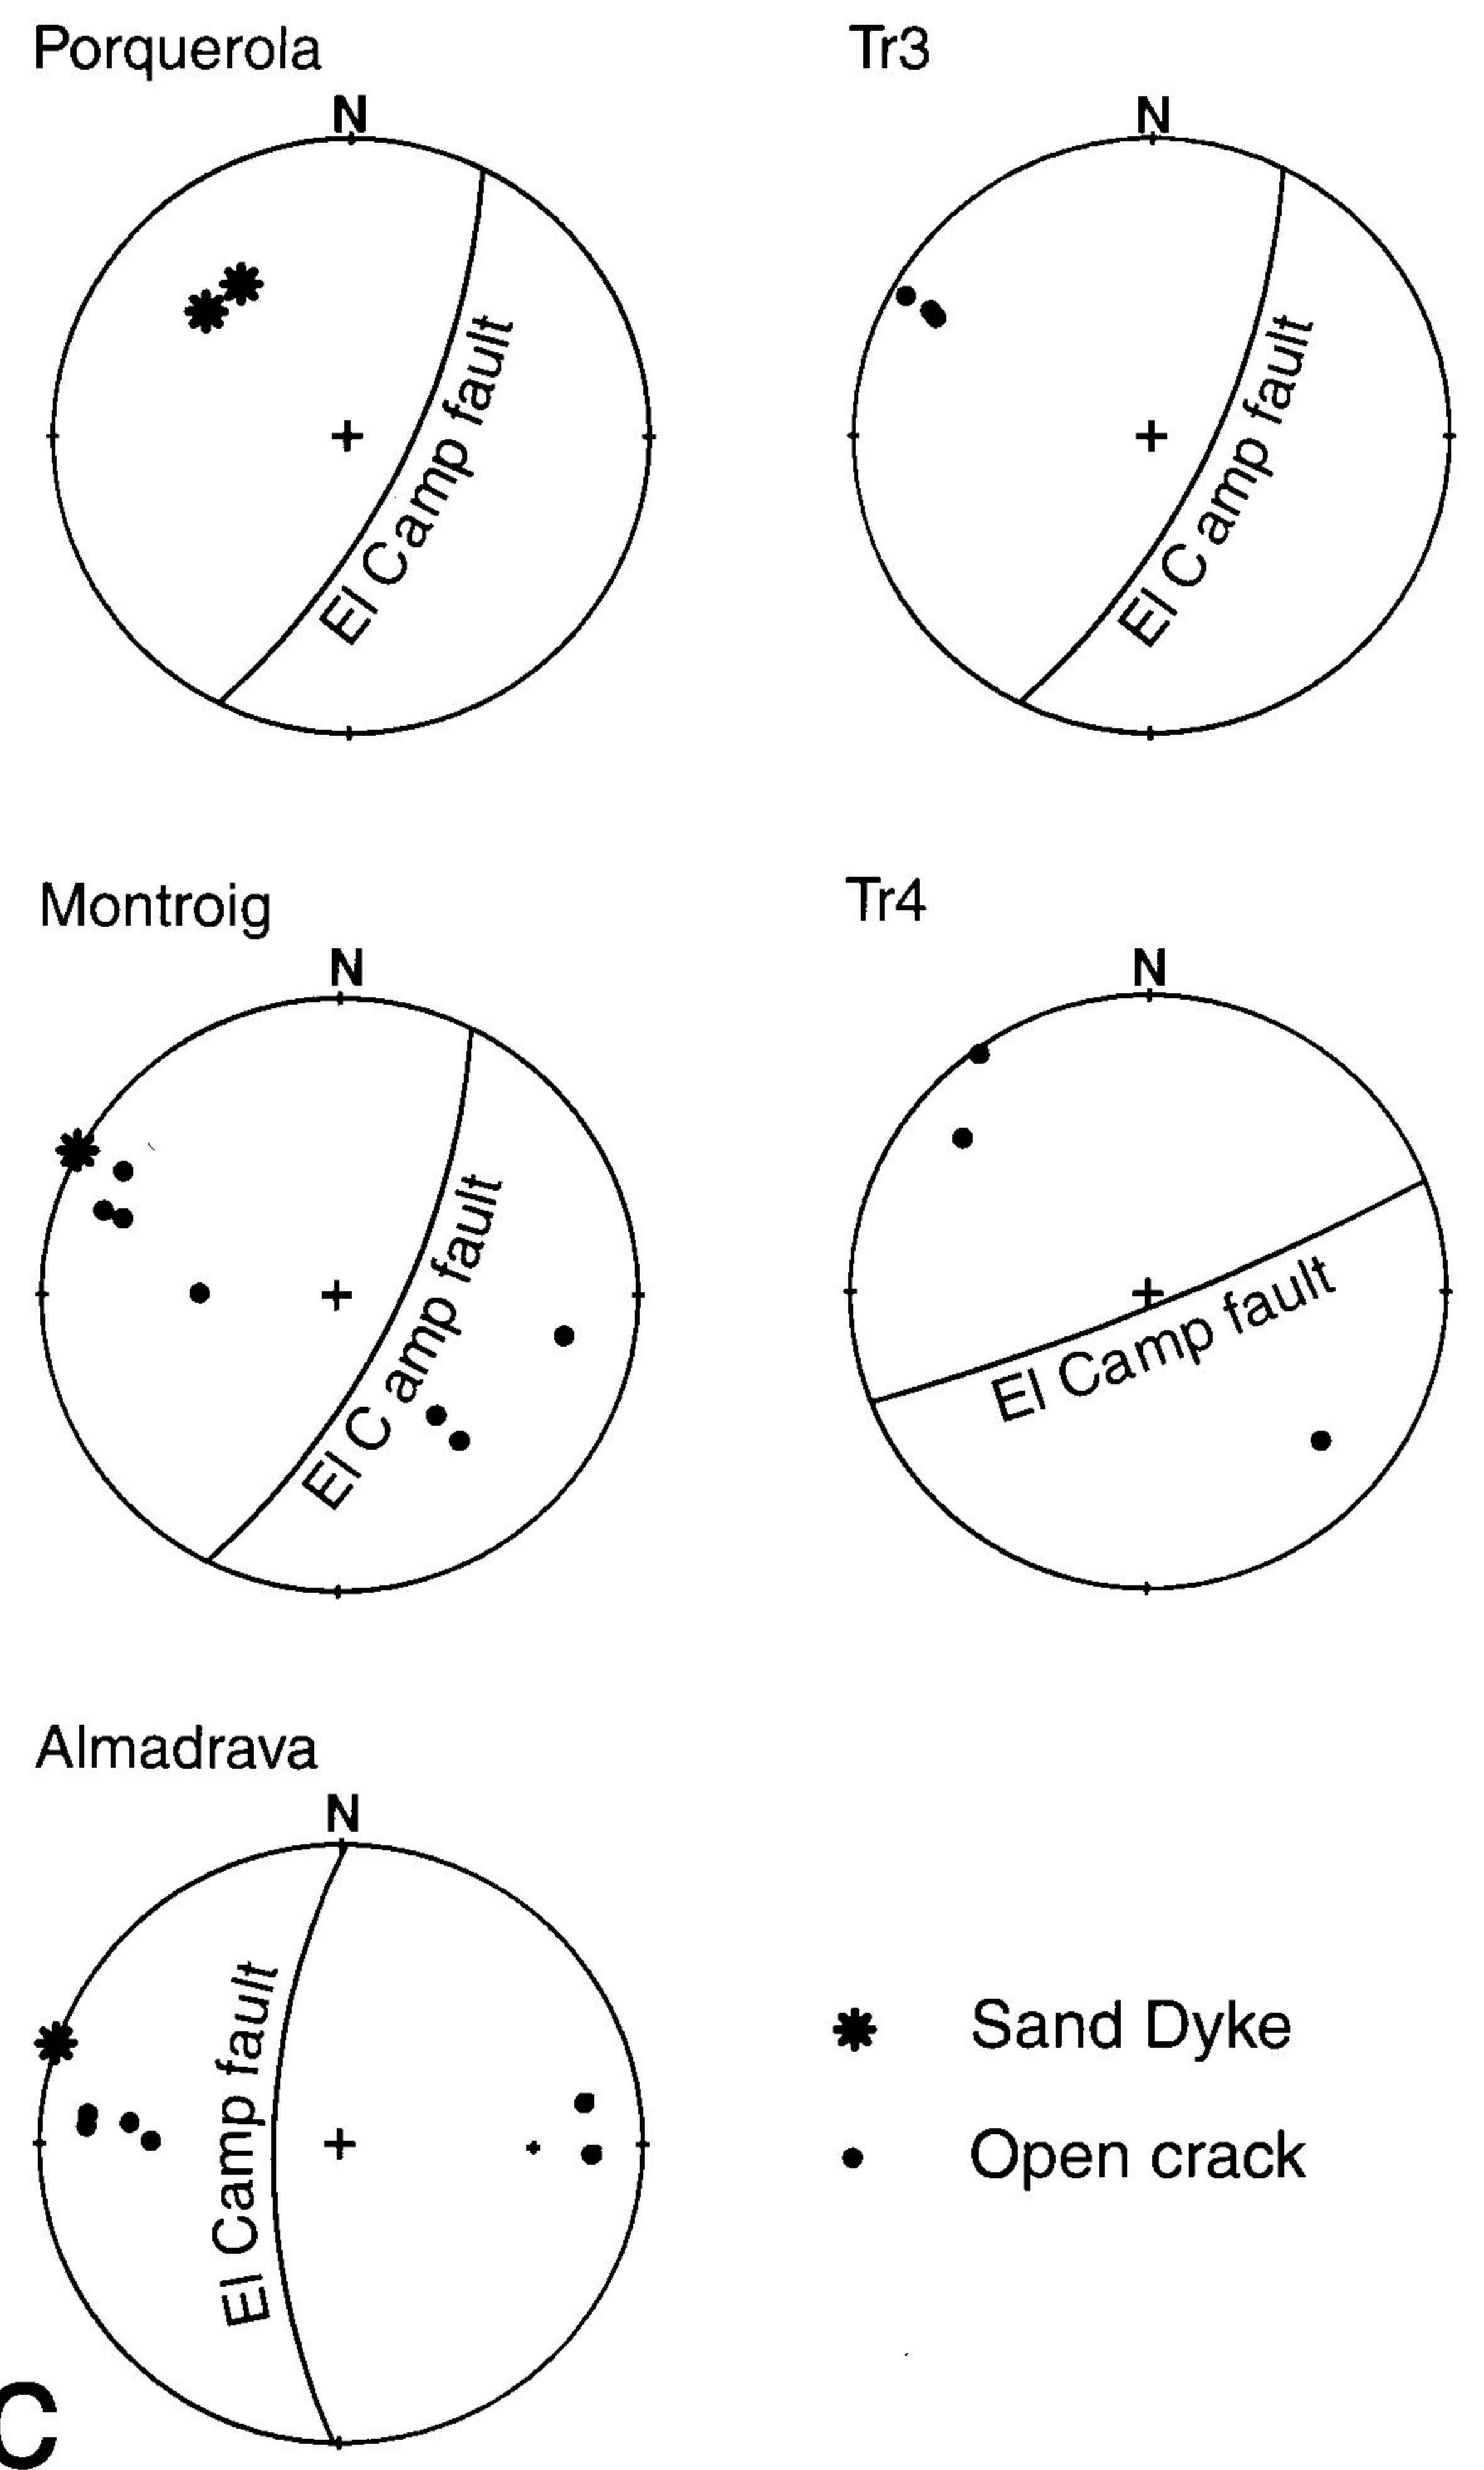 Porquerola
Tr3
N
N
El Camp fault
El Camp fault
Montroig
Tr4
N
N
El Camp fault
El Camp fault
Almadrava
N
El Camp fault
Sand Dyke
Open crack
C